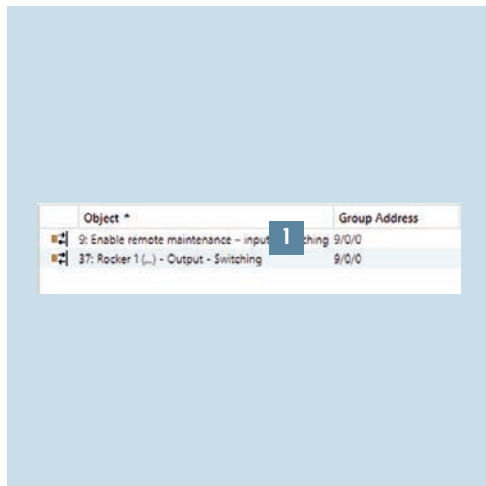 Object Group Address
9: Enable remote maintenance – input 1 ching 9/0/0
37: Rocker 1 (...) - Output - Switching 9/0/0